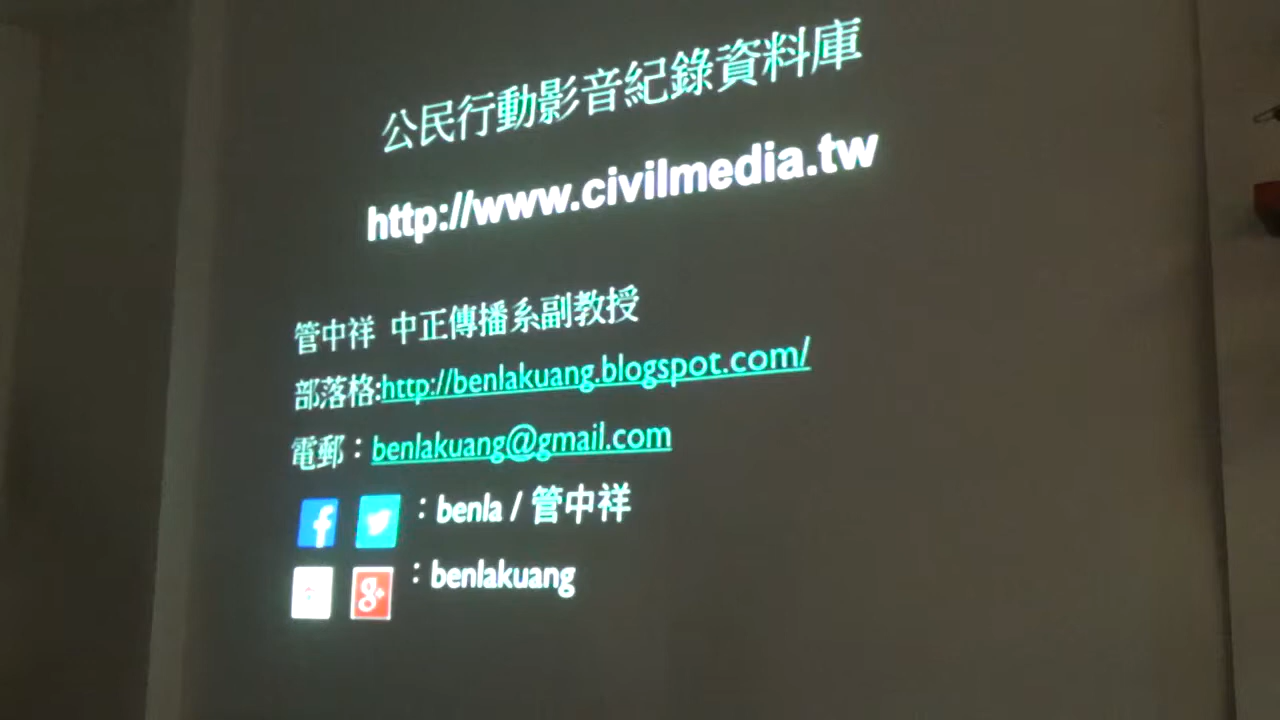 公民行動影音紀錄資料庫
http://www.civilmedia.tw
管中祥 中正傳播系副教授
部落格:http://benlakuang.blogspot.com/
電郵：benlakuang@gmail.com
：benla / 管中祥
：benlakuang